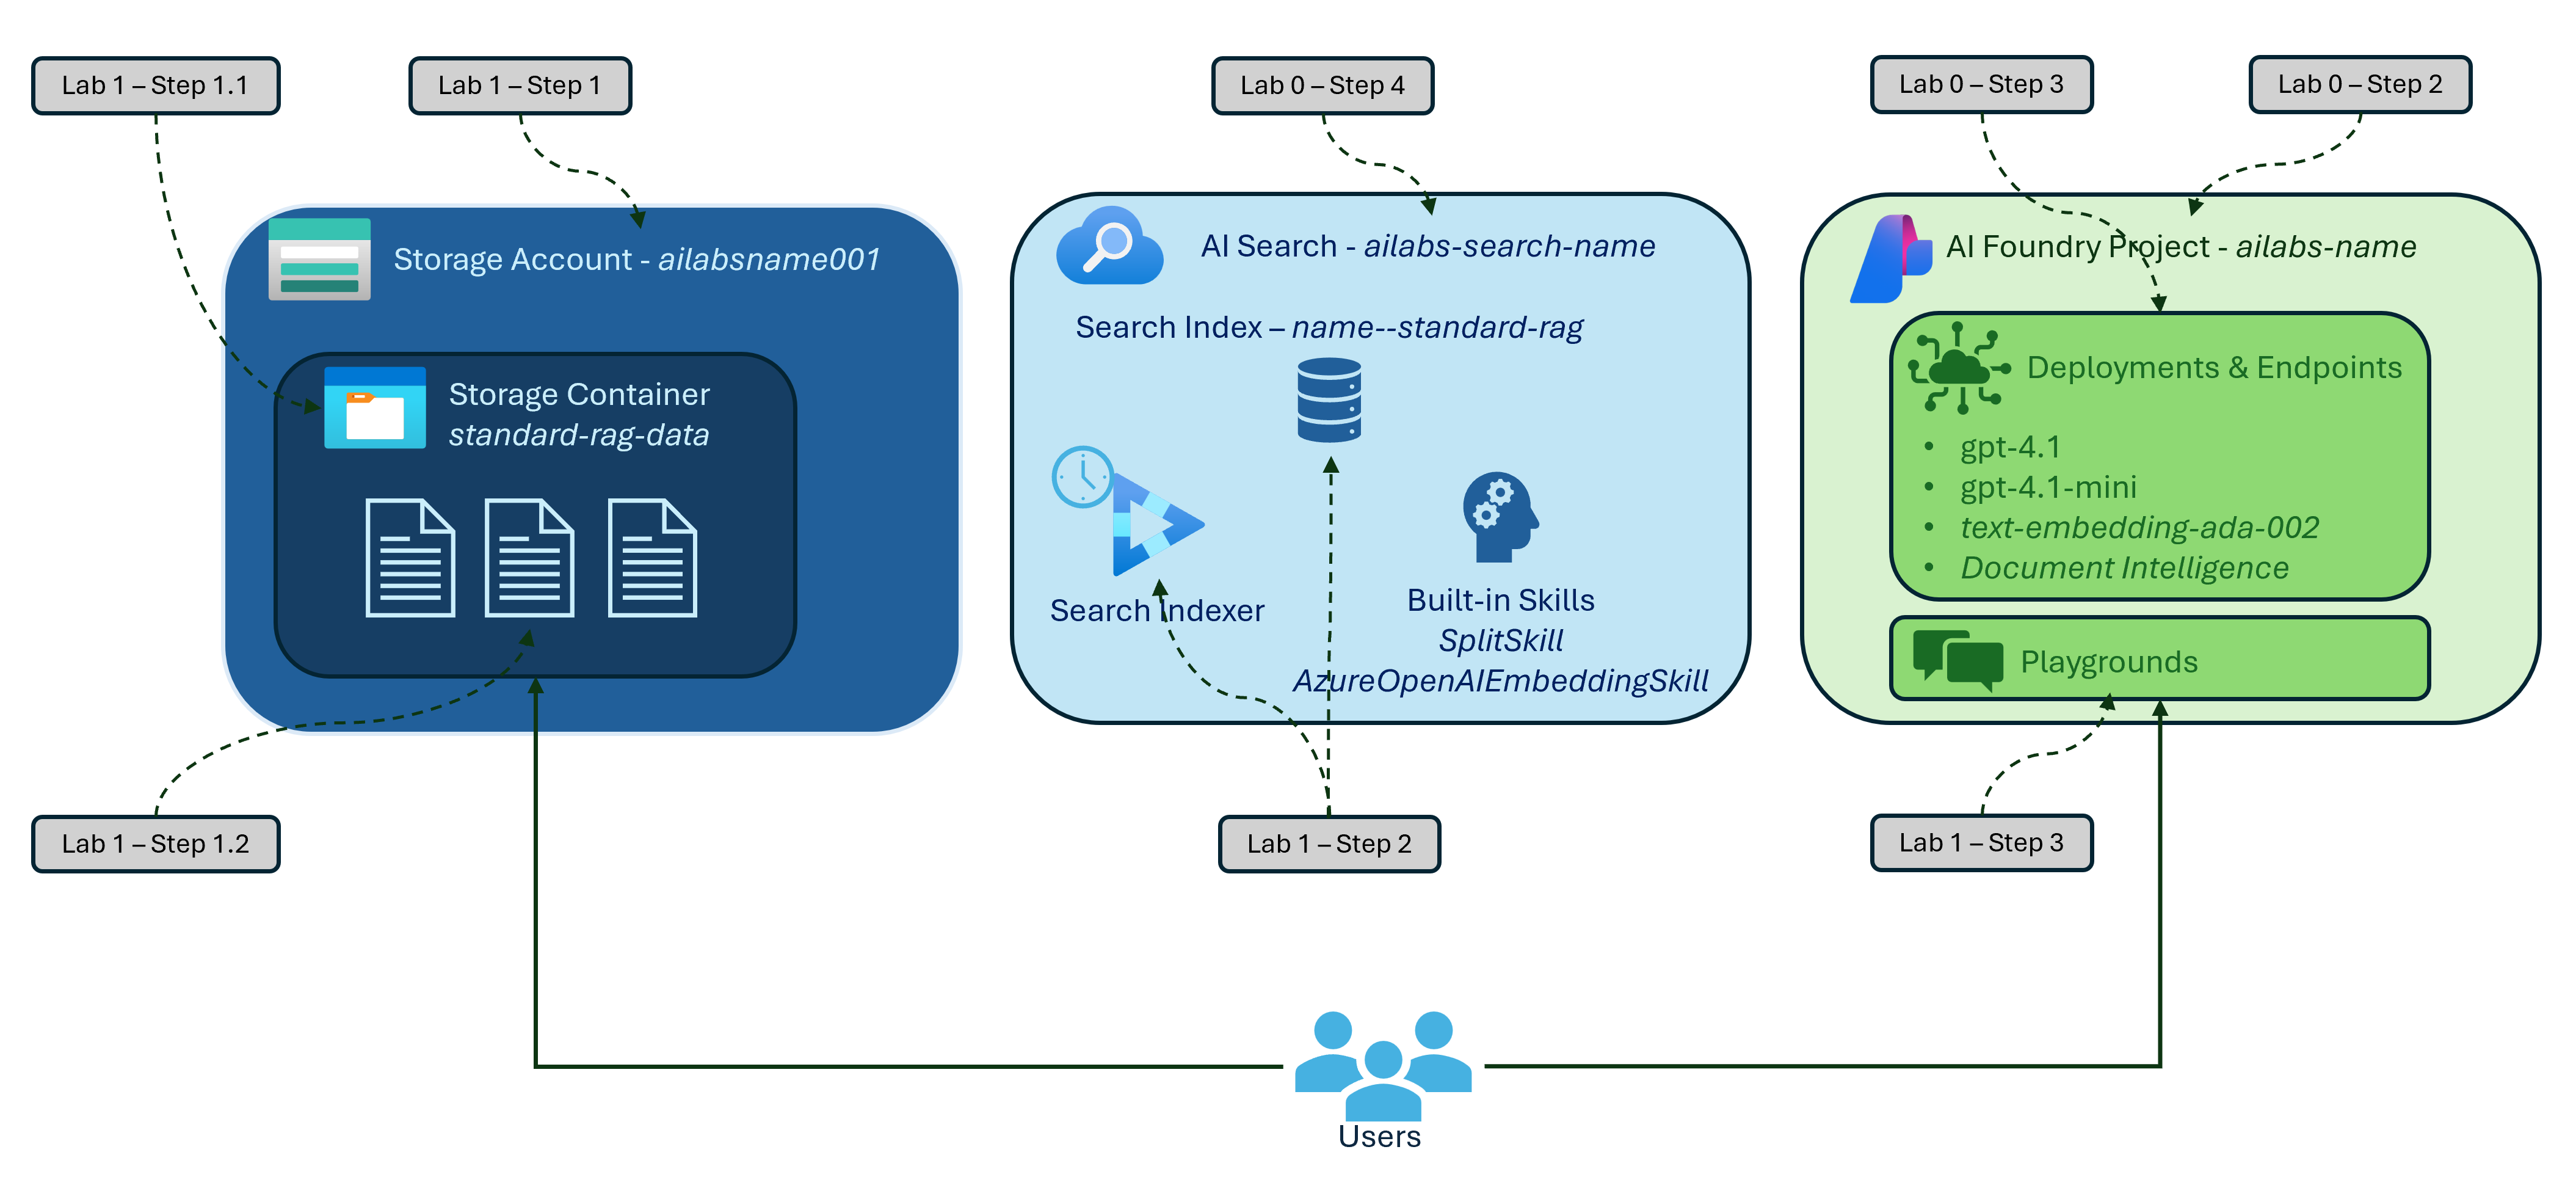 Lab 1 – Step 1.1
Lab 1 – Step 1
Lab 0 – Step 4
Lab 0 – Step 3
Lab 0 – Step 2
Storage Account - ailabsname001
Storage Container
standard-rag-data
AI Search - ailabs-search-name
Search Index – name--standard-rag
Search Indexer
Built-in Skills
SplitSkill
AzureOpenAIEmbeddingSkill
AI Foundry Project - ailabs-name
Deployments & Endpoints
• gpt-4.1
• gpt-4.1-mini
• text-embedding-ada-002
• Document Intelligence
Playgrounds
Lab 1 – Step 1.2
Lab 1 – Step 2
Lab 1 – Step 3
Users